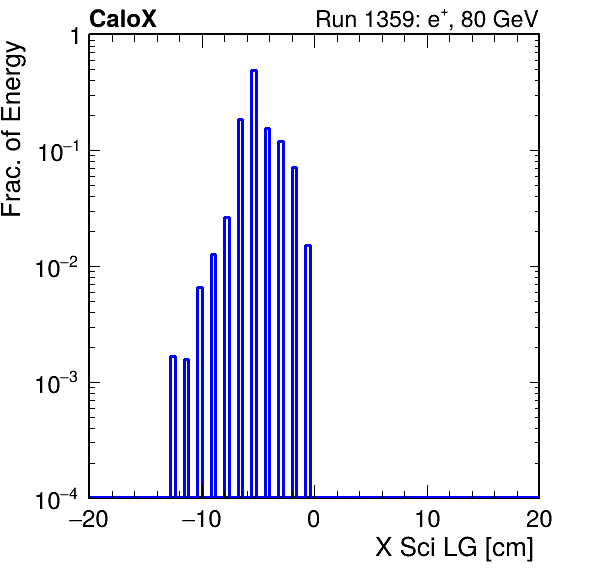 CaloX Run 1359: e⁺, 80 GeV
Frac. of Energy
1
10⁻¹
10⁻²
10⁻³
10⁻⁴
−20 −10 0 10 20
X Sci LG [cm]